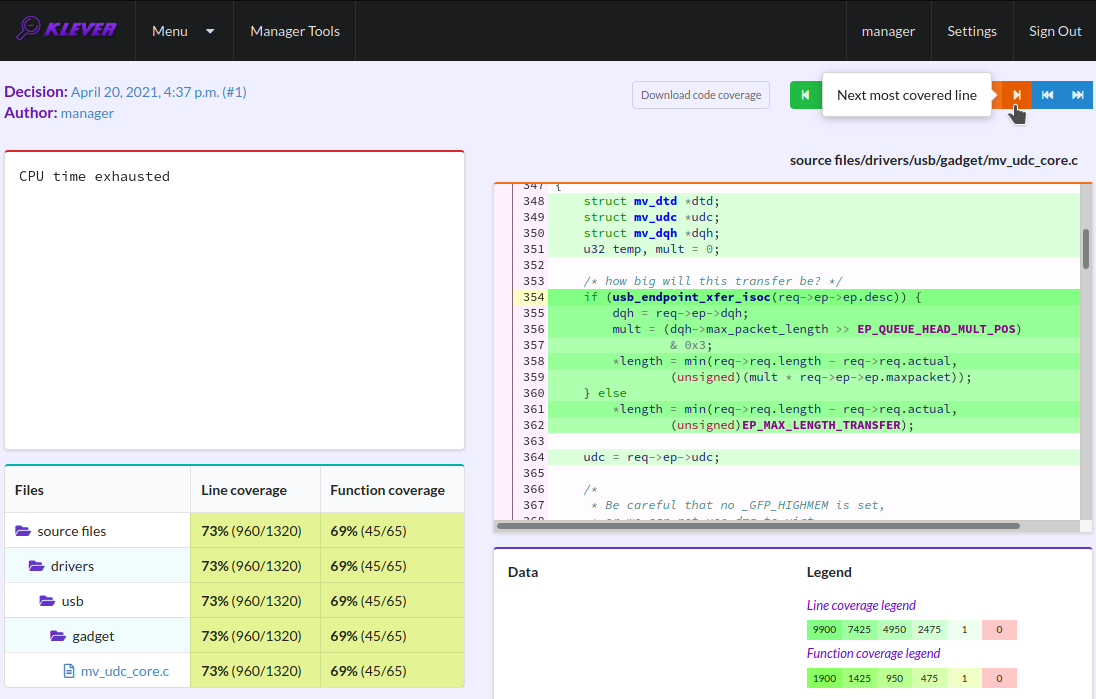 KLEVER Menu Manager Tools manager Settings Sign Out
Decision: April 20, 2021, 4:37 p.m. (#1)
Author: manager
Download code coverage
Next most covered line
CPU time exhausted
source files/drivers/usb/gadget/mv_udc_core.c
347 {
348 struct mv_dtd *dtd;
349 struct mv_udc *udc;
350 struct mv_dqh *dqh;
351 u32 temp, mult = 0;
352
353 /* how big will this transfer be? */
354 if (usb_endpoint_xfer_isoc(req->ep->ep.desc)) {
355 dqh = req->ep->dqh;
356 mult = (dqh->max_packet_length >> EP_QUEUE_HEAD_MULT_POS)
357 & 0x3;
358 *length = min(req->req.length - req->req.actual,
359 (unsigned)(mult * req->ep->ep.maxpacket));
360 } else
361 *length = min(req->req.length - req->req.actual,
362 (unsigned)EP_MAX_LENGTH_TRANSFER);
363
364 udc = req->ep->udc;
365
366 /*
367 * Be careful that no _GFP_HIGHMEM is set,
368 * or we can not use dma_to_virt
Files Line coverage Function coverage
source files 73% (960/1320) 69% (45/65)
drivers 73% (960/1320) 69% (45/65)
usb 73% (960/1320) 69% (45/65)
gadget 73% (960/1320) 69% (45/65)
mv_udc_core.c 73% (960/1320) 69% (45/65)
Data
Legend
Line coverage legend
9900 7425 4950 2475 1 0
Function coverage legend
1900 1425 950 475 1 0